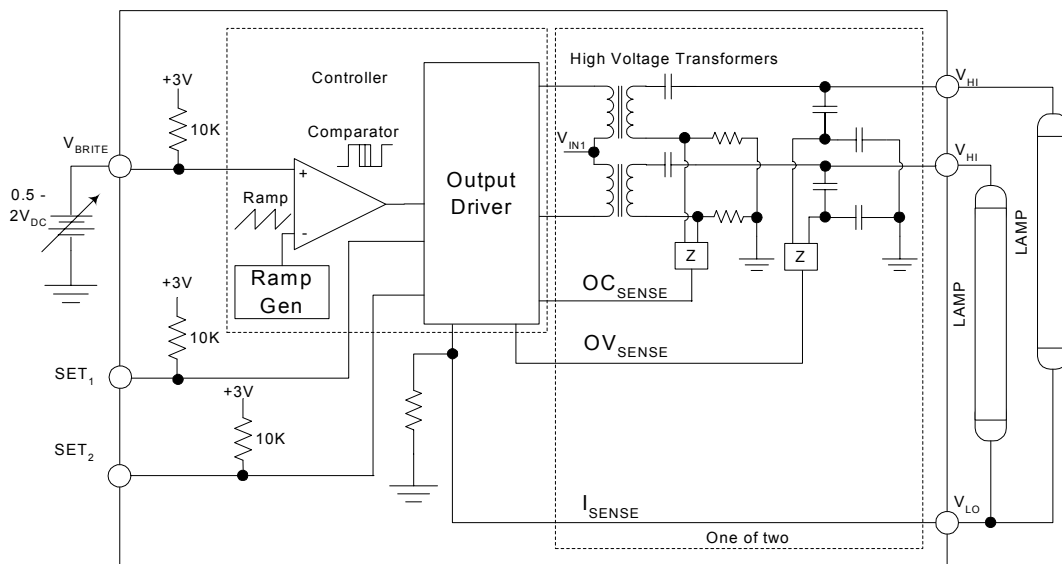 High Voltage Transformers
+3V
Controller
V_HI
10K
V_BRITE
Comparator
V_IN1
V_HI
+
Output
Driver
0.5 -
2V_DC
Ramp
-
LAMP
LAMP
Z
Z
Ramp
Gen
OC_SENSE
+3V
10K
OV_SENSE
SET_1
+3V
10K
SET_2
I_SENSE
V_LO
One of two